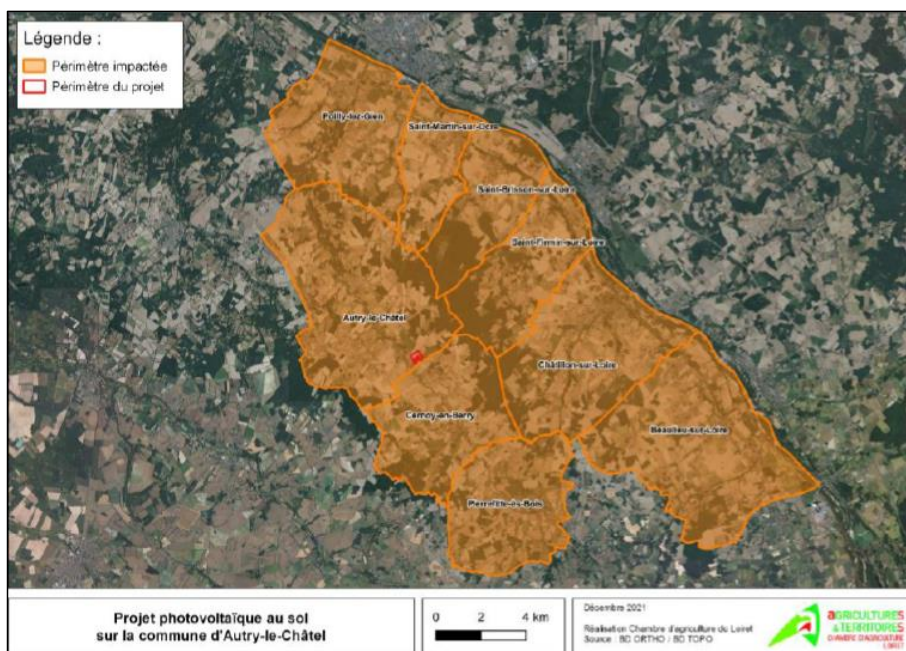 Légende :
Périmètre impactée
Périmètre du projet
Poilly-lez-Gien
Saint-Martin-sur-Ocre
Saint-Brisson-sur-Loire
Saint-Firmin-sur-Loire
Autry-le-Châtel
Châtillon-sur-Loire
Cernoy-en-Berry
Beaulieu-sur-Loire
Pierrefitte-ès-Bois
Projet photovoltaïque au sol
sur la commune d'Autry-le-Châtel
0 2 4 km
Décembre 2021
Réalisation Chambre d'agriculture du Loiret
Source : BD ORTHO / BD TOPO
AGRICULTURES
& TERRITOIRES
CHAMBRE D'AGRICULTURE
LOIRET